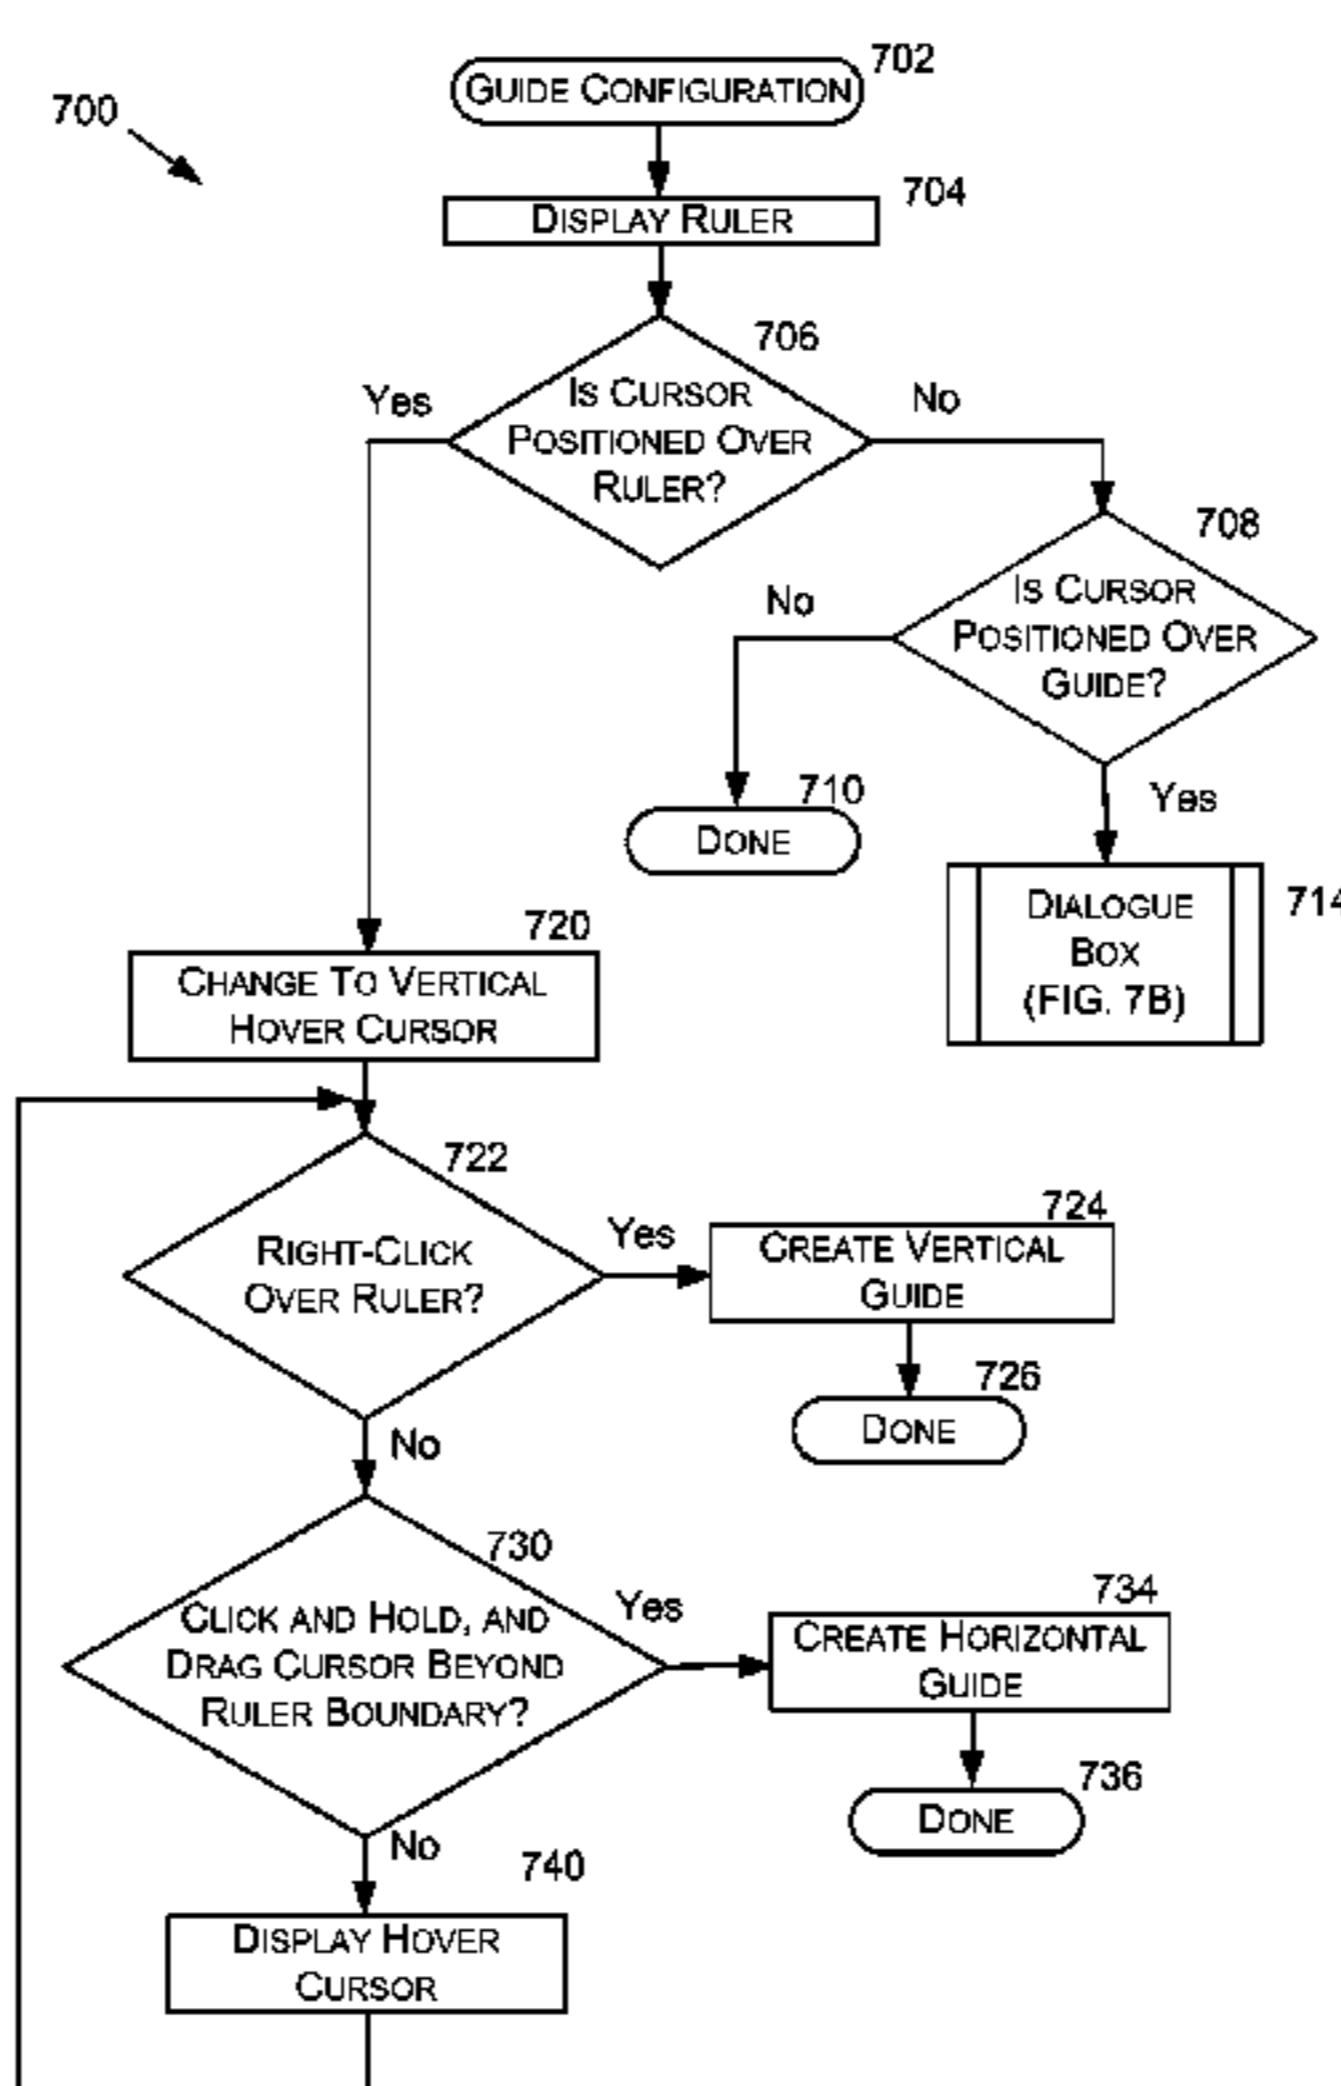 702
GUIDE CONFIGURATION
700
704
DISPLAY RULER
706
Yes
IS CURSOR
POSITIONED OVER
RULER?
No
708
No
IS CURSOR
POSITIONED OVER
GUIDE?
710
DONE
Yes
714
DIALOGUE
BOX
(FIG. 7B)
720
CHANGE TO VERTICAL
HOVER CURSOR
722
RIGHT-CLICK
OVER RULER?
Yes
724
CREATE VERTICAL
GUIDE
726
DONE
No
730
CLICK AND HOLD, AND
DRAG CURSOR BEYOND
RULER BOUNDARY?
Yes
734
CREATE HORIZONTAL
GUIDE
736
DONE
No
740
DISPLAY HOVER
CURSOR